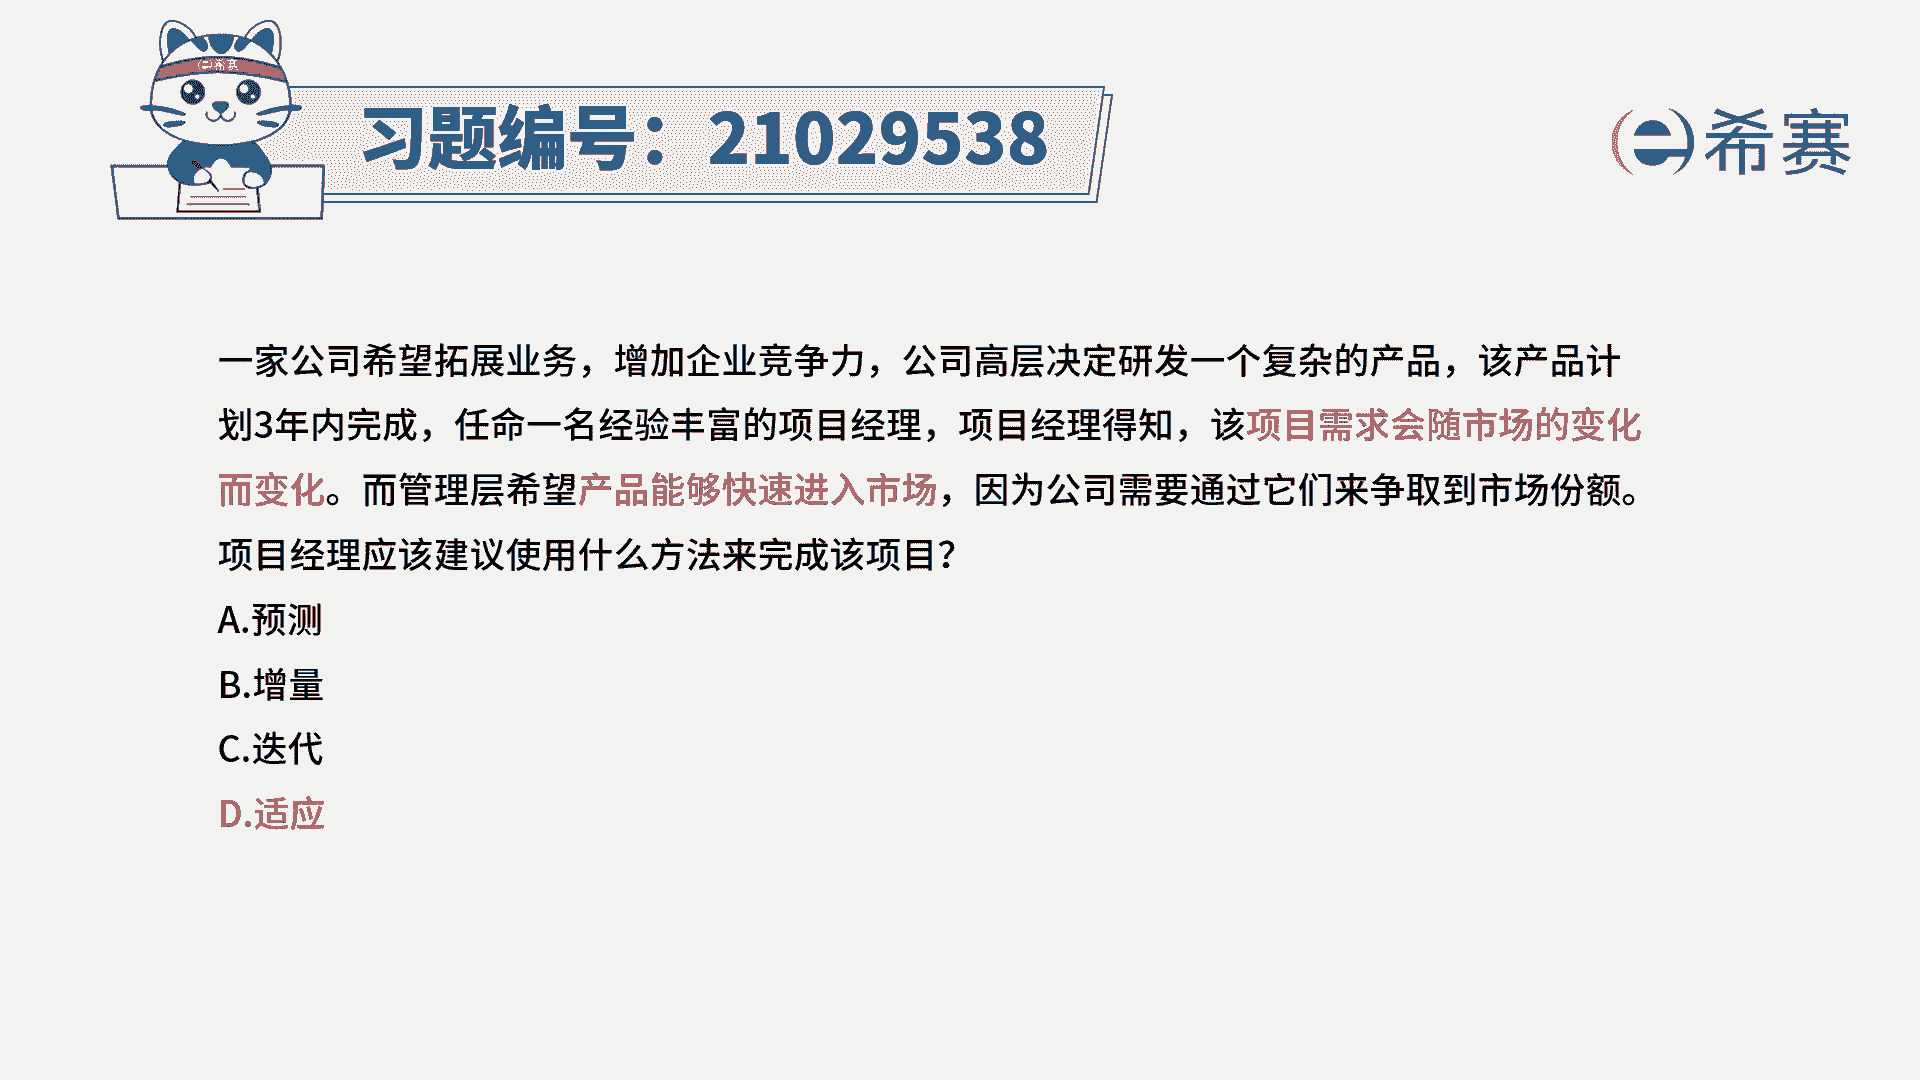 希赛
习题编号：21029538
希赛
一家公司希望拓展业务，增加企业竞争力，公司高层决定研发一个复杂的产品，该产品计
划3年内完成，任命一名经验丰富的项目经理，项目经理得知，该项目需求会随市场的变化
而变化。而管理层希望产品能够快速进入市场，因为公司需要通过它们来争取到市场份额。
项目经理应该建议使用什么方法来完成该项目？
A.预测
B.增量
C.迭代
D.适应